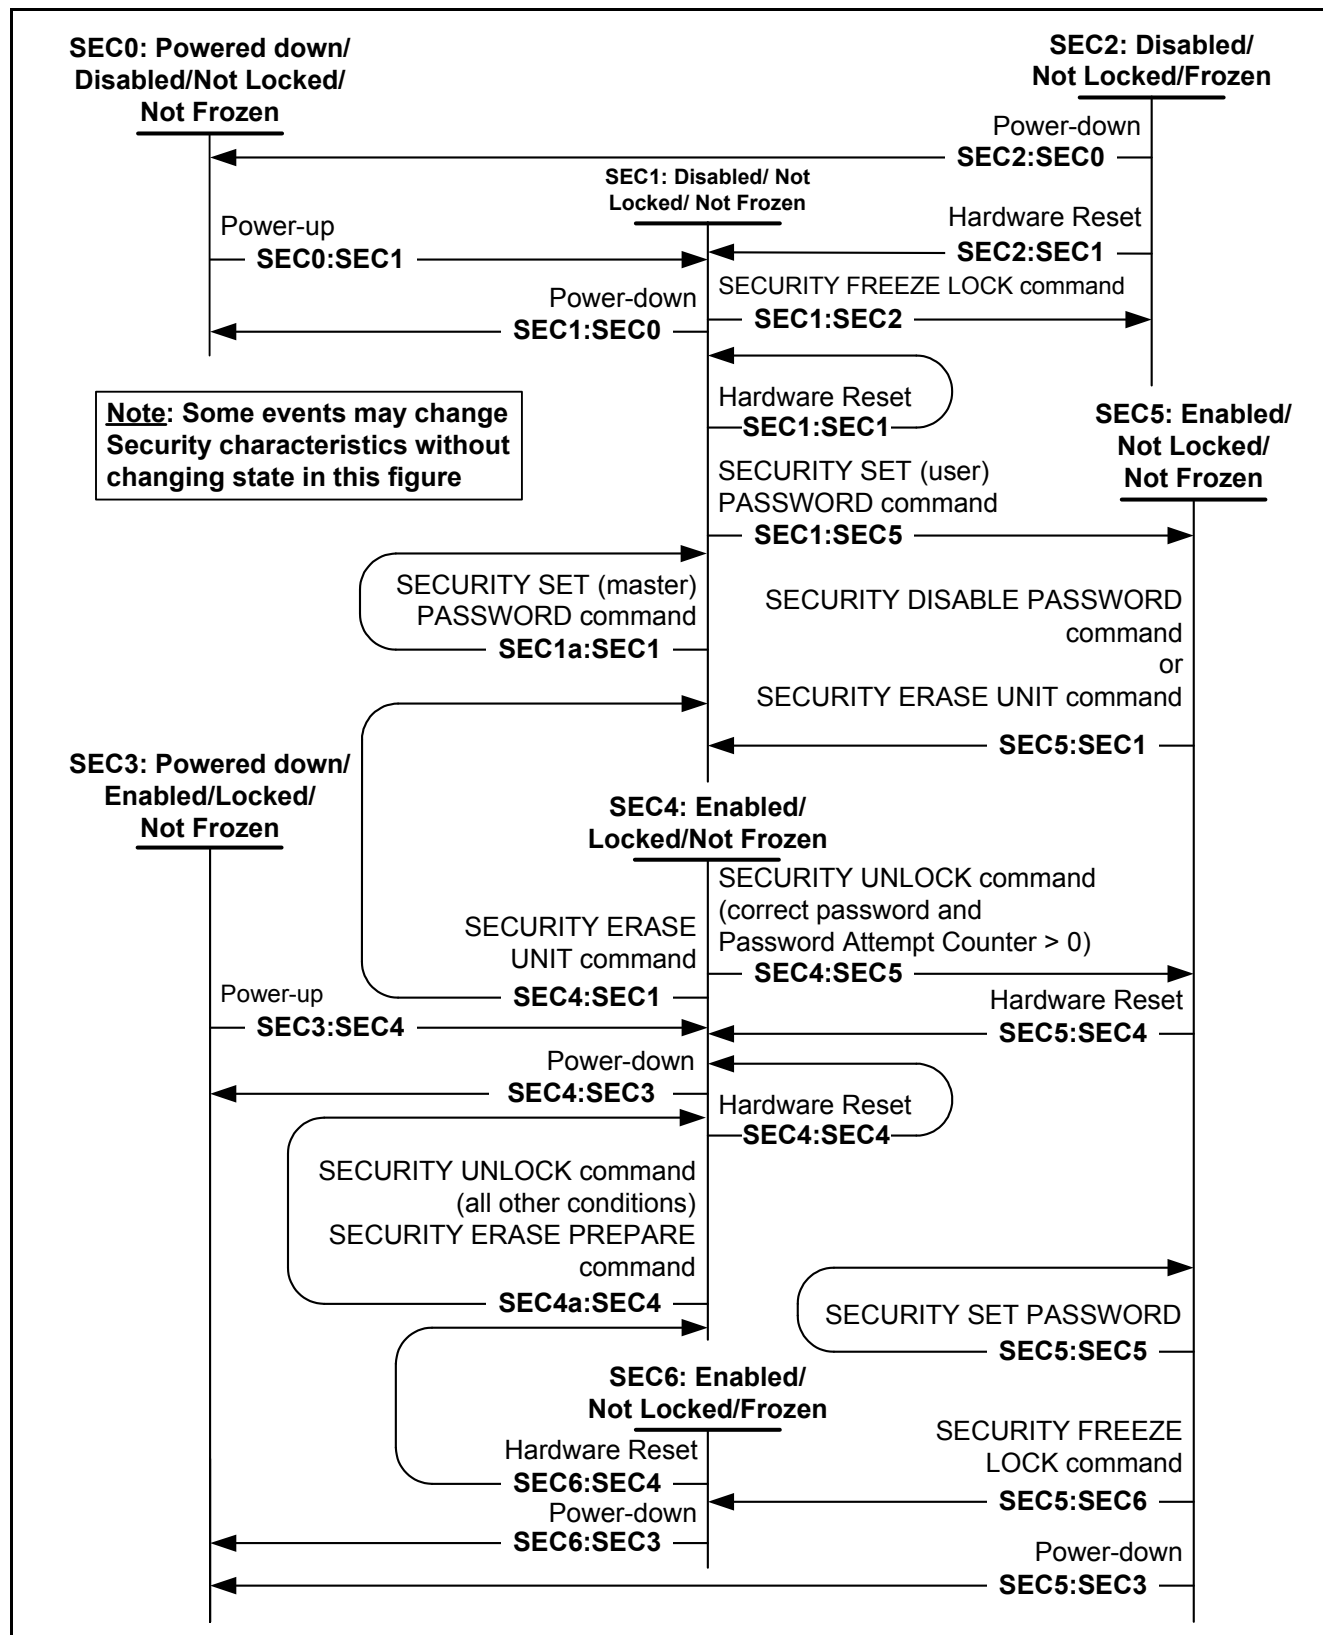 SEC0: Powered down/
Disabled/Not Locked/
Not Frozen
SEC2: Disabled/
Not Locked/Frozen
Power-down
SEC2:SEC0
SEC1: Disabled/ Not
Locked/ Not Frozen
Power-up
SEC0:SEC1
Hardware Reset
SEC2:SEC1
Power-down
SEC1:SEC0
SECURITY FREEZE LOCK command
SEC1:SEC2
Hardware Reset
SEC1:SEC1
Note: Some events may change
Security characteristics without
changing state in this figure
SEC5: Enabled/
Not Locked/
Not Frozen
SECURITY SET (user)
PASSWORD command
SEC1:SEC5
SECURITY SET (master)
PASSWORD command
SEC1a:SEC1
SECURITY DISABLE PASSWORD
command
or
SECURITY ERASE UNIT command
SEC5:SEC1
SEC3: Powered down/
Enabled/Locked/
Not Frozen
SEC4: Enabled/
Locked/Not Frozen
SECURITY UNLOCK command
(correct password and
Password Attempt Counter > 0)
SEC4:SEC5
SECURITY ERASE
UNIT command
SEC4:SEC1
Power-up
SEC3:SEC4
Hardware Reset
SEC5:SEC4
Power-down
SEC4:SEC3
Hardware Reset
SEC4:SEC4
SECURITY UNLOCK command
(all other conditions)
SECURITY ERASE PREPARE
command
SEC4a:SEC4
SECURITY SET PASSWORD
SEC5:SEC5
SEC6: Enabled/
Not Locked/Frozen
Hardware Reset
SEC6:SEC4
SECURITY FREEZE
LOCK command
SEC5:SEC6
Power-down
SEC6:SEC3
Power-down
SEC5:SEC3